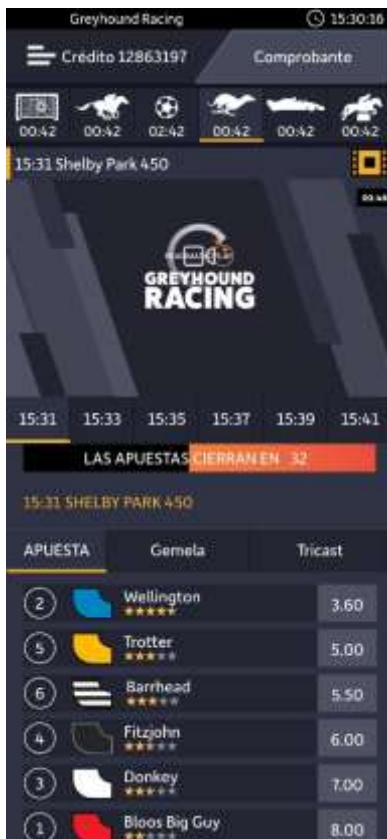 Greyhound Racing 15:30:16
Crédito 12863197 Comprobante
00:42 00:42 02:42 00:42 00:42 00:42
15:31 Shelby Park 450
GREYHOUND
RACING
15:31 15:33 15:35 15:37 15:39 15:41
LAS APUESTAS CIERRAN EN 32
15:31 SHELBY PARK 450
APUESTA Gemela Tricast
2 Wellington 3.60
5 Trotter 5.00
6 Barrhead 5.50
4 Fitzjohn 6.00
3 Donkey 7.00
1 Bloos Big Guy 8.00